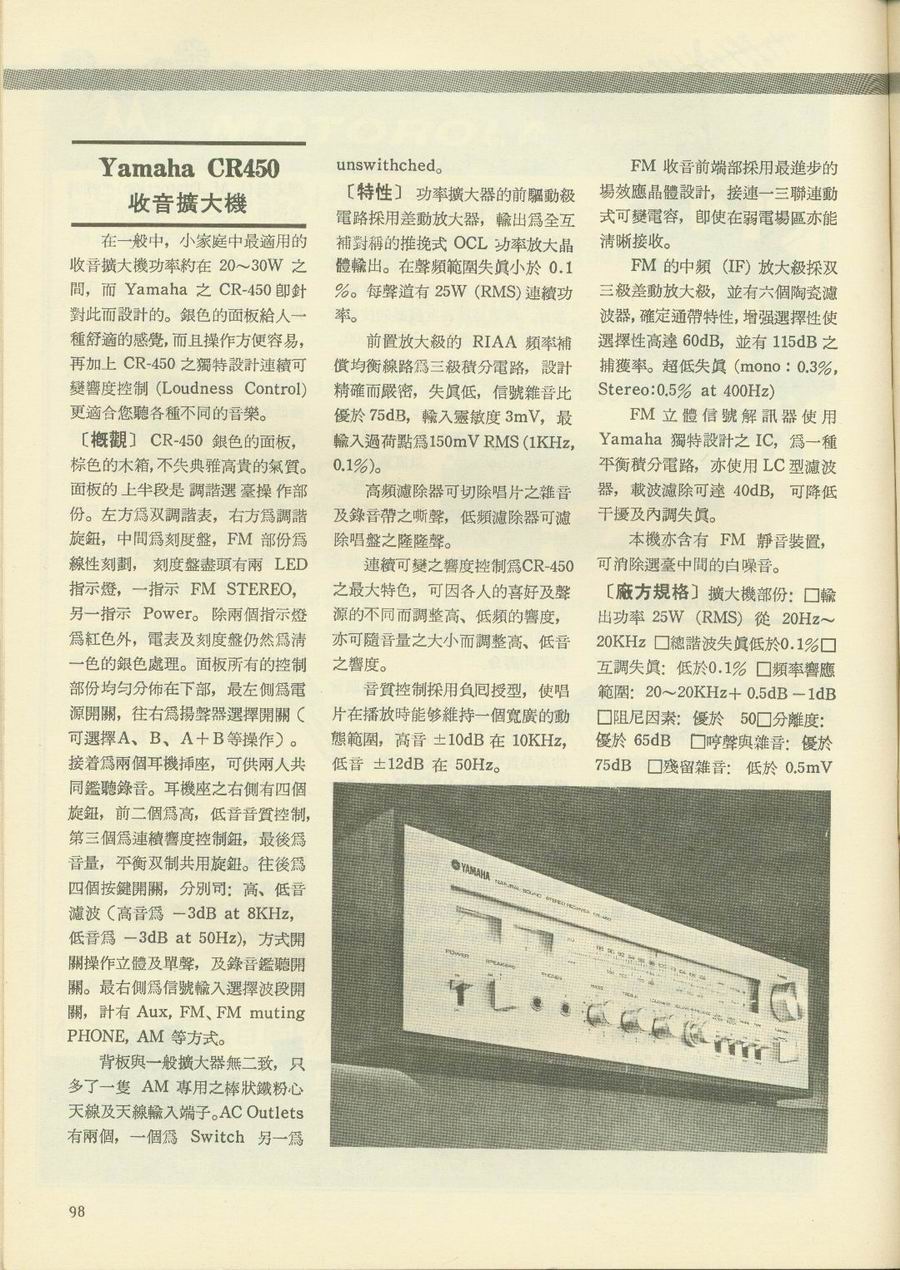 Yamaha CR450
收音擴大機
在一般中，小家庭中最適用的
收音擴大機功率約在 20～30W 之
間，而 Yamaha 之 CR-450 卽針
對此而設計的。銀色的面板給人一
種舒適的感覺，而且操作方便容易，
再加上 CR-450 之獨特設計連續可
變響度控制 (Loudness Control)
更適合您聽各種不同的音樂。
〔概觀〕 CR-450 銀色的面板，
棕色的木箱，不失典雅高貴的氣質。
面板的上半段是調諧選臺操作部
份。左方爲双調諧表，右方爲調諧
旋鈕，中間爲刻度盤，FM 部份爲
線性刻劃， 刻度盤盡頭有兩 LED
指示燈，一指示 FM STEREO,
另一指示 Power。除兩個指示燈
爲紅色外，電表及刻度盤仍然爲清
一色的銀色處理。面板所有的控制
部份均勻分佈在下部，最左側爲電
源開關，往右爲揚聲器選擇開關（
可選擇A、B、A＋B等操作）。
接着爲兩個耳機揷座，可供兩人共
同鑑聽錄音。耳機座之右側有四個
旋鈕，前二個爲高，低音音質控制，
第三個爲連續響度控制鈕，最後爲
音量，平衡双制共用旋鈕。往後爲
四個按鍵開關，分別司：高、低音
濾波（高音爲 －3dB at 8KHz,
低音爲 －3dB at 50Hz)，方式開
關操作立體及單聲，及錄音鑑聽開
關。最右側爲信號輸入選擇波段開
關，計有 Aux, FM、FM muting
PHONE, AM 等方式。
背板與一般擴大器無二致，只
多了一隻 AM 專用之棒狀鐵粉心
天線及天線輸入端子。AC Outlets
有兩個，一個爲 Switch 另一爲
unswithched。
〔特性〕 功率擴大器的前驅動級
電路採用差動放大器，輸出爲全互
補對稱的推挽式 OCL 功率放大晶
體輸出。在聲頻範圍失眞小於 0.1
%。每聲道有 25W (RMS) 連續功
率。
前置放大級的 RIAA 頻率補
償均衡線路爲三級積分電路，設計
精確而嚴密，失眞低，信號雜音比
優於 75dB，輸入靈敏度 3mV，最
輸入過荷點爲150mV RMS (1KHz,
0.1%)。
高頻濾除器可切除唱片之雜音
及錄音帶之嘶聲，低頻濾除器可濾
除唱盤之隆隆聲。
連續可變之響度控制爲CR-450
之最大特色，可因各人的喜好及聲
源的不同而調整高、低頻的響度，
亦可隨音量之大小而調整高、低音
之響度。
音質控制採用負囘授型，使唱
片在播放時能够維持一個寬廣的動
態範圍，高音 ±10dB 在 10KHz,
低音 ±12dB 在 50Hz。
FM 收音前端部採用最進步的
場效應晶體設計，接連一三聯連動
式可變電容，卽使在弱電場區亦能
清晰接收。
FM 的中頻 (IF) 放大級採双
三級差動放大級，並有六個陶瓷濾
波器，確定通帶特性，增强選擇性使
選擇性高達 60dB，並有 115dB 之
捕獲率。超低失眞 (mono：0.3%,
Stereo:0.5% at 400Hz)
FM 立體信號解訊器使用
Yamaha 獨特設計之 IC，爲一種
平衡積分電路，亦使用 LC 型濾波
器，載波濾除可達 40dB，可降低
干擾及內調失眞。
本機亦含有 FM 靜音裝置，
可消除選臺中間的白噪音。
〔廠方規格〕擴大機部份：□輸
出功率 25W (RMS) 從 20Hz～
20KHz □總諧波失眞低於0.1%□
互調失眞：低於0.1% □頻率響應
範圍：20～20KHz＋0.5dB－1dB
□阻尼因素：優於 50□分離度：
優於 65dB □哼聲與雜音：優於
75dB □殘留雜音：低於 0.5mV
YAMAHA
NATURAL SOUND STEREO RECEIVER CR-450
POWER
SPEAKERS
PHONES
BASS
TREBLE
LOUDNESS
98